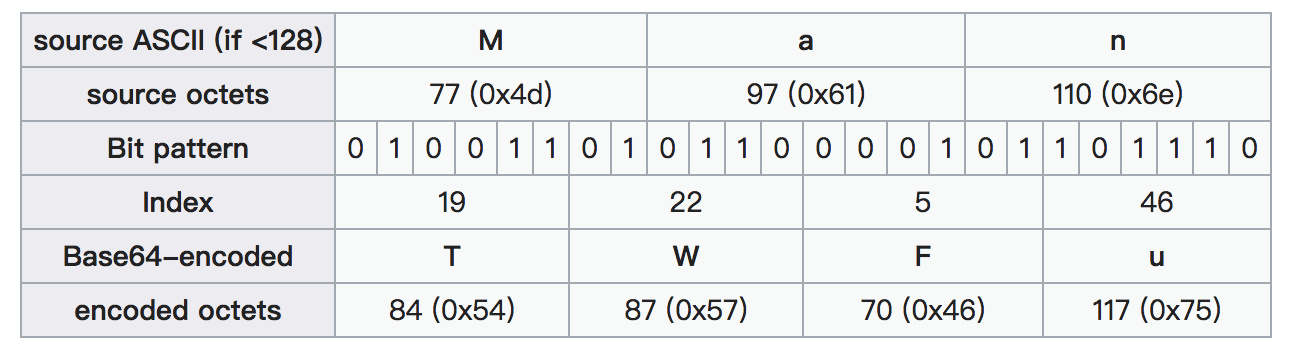 source ASCII (if <128) M a n
source octets 77 (0x4d) 97 (0x61) 110 (0x6e)
Bit pattern 0 1 0 0 1 1 0 1 0 1 1 0 0 0 0 1 0 1 1 0 1 1 1 0
Index 19 22 5 46
Base64–encoded T W F u
encoded octets 84 (0x54) 87 (0x57) 70 (0x46) 117 (0x75)